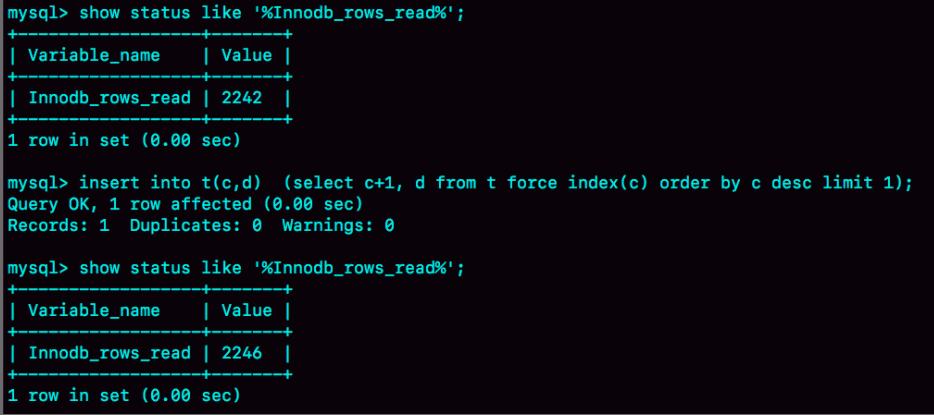 mysql> show status like '%Innodb_rows_read%';
+------------------+-------+
| Variable_name    | Value |
+------------------+-------+
| Innodb_rows_read | 2242  |
+------------------+-------+
1 row in set (0.00 sec)

mysql> insert into t(c,d)  (select c+1, d from t force index(c) order by c desc limit 1);
Query OK, 1 row affected (0.00 sec)
Records: 1  Duplicates: 0  Warnings: 0

mysql> show status like '%Innodb_rows_read%';
+------------------+-------+
| Variable_name    | Value |
+------------------+-------+
| Innodb_rows_read | 2246  |
+------------------+-------+
1 row in set (0.00 sec)